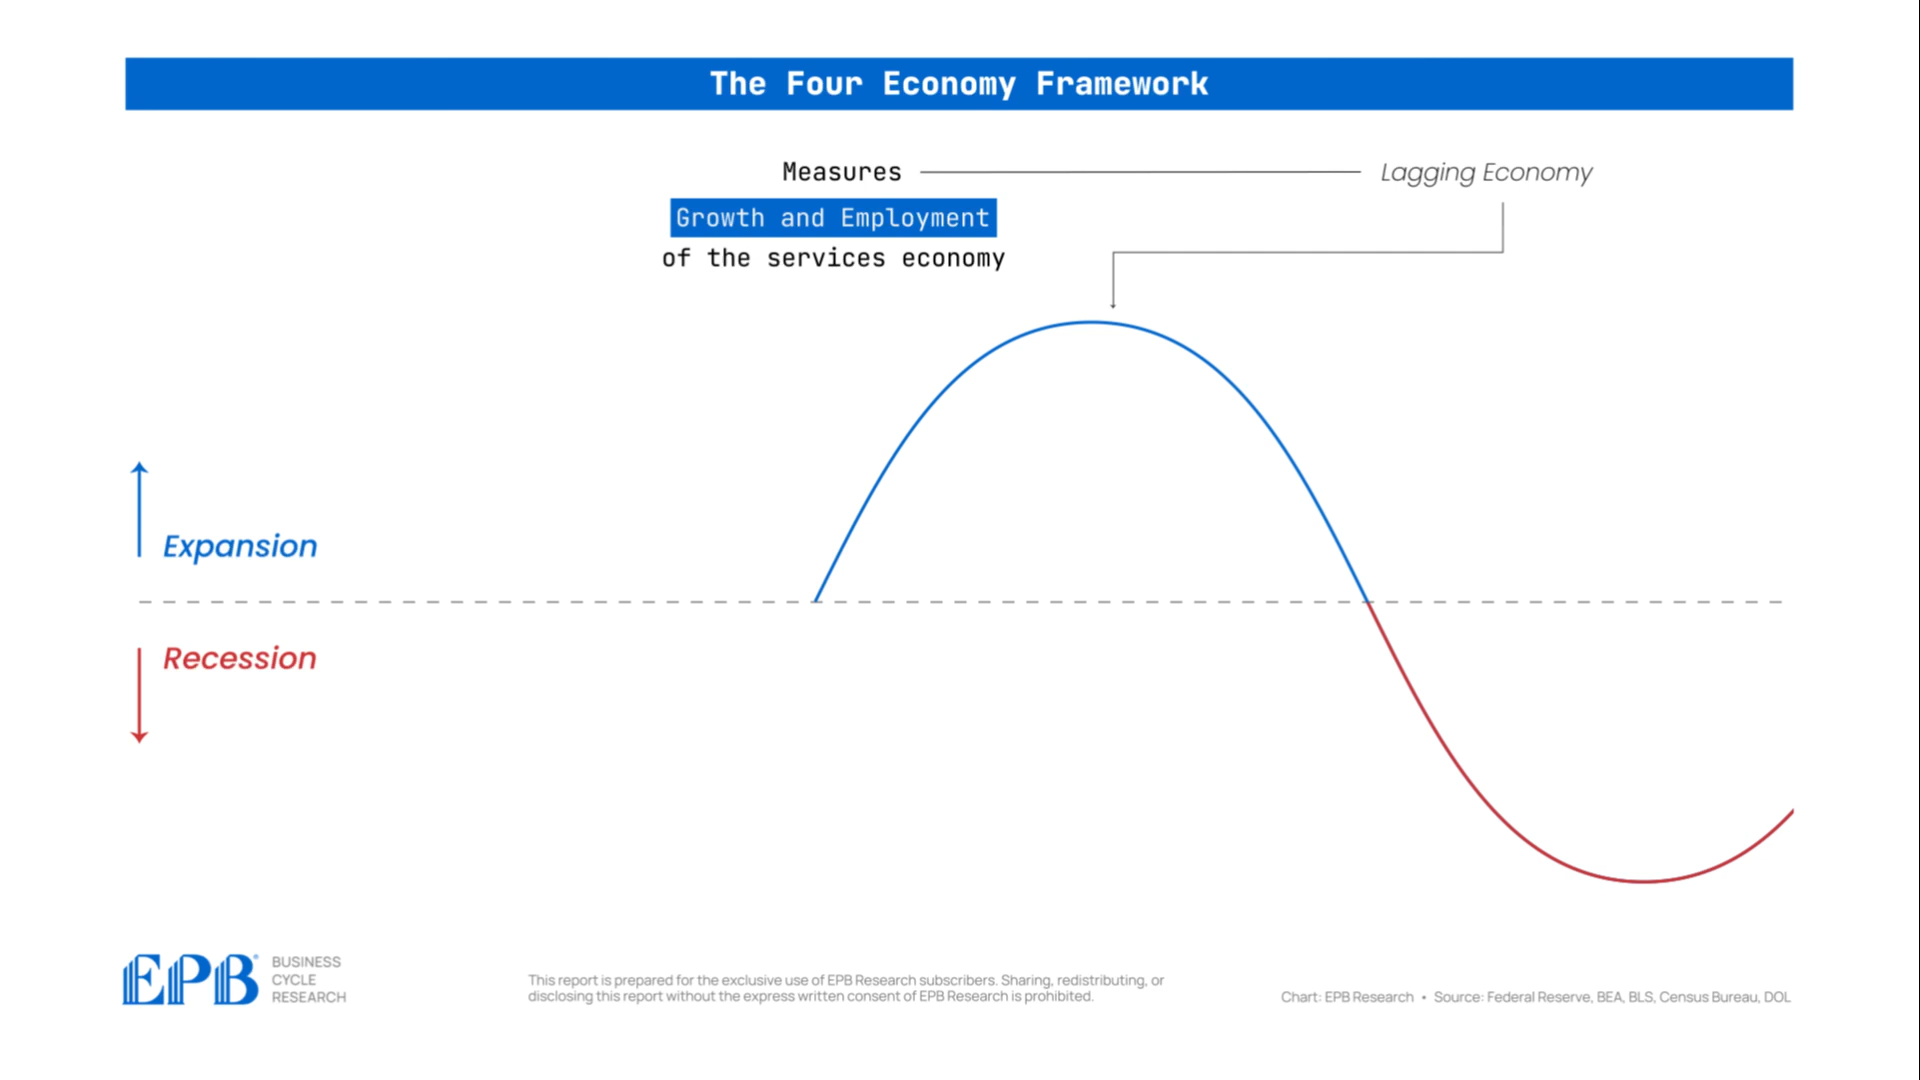 The Four Economy Framework
Measures
Lagging Economy
Growth and Employment
of the services economy
Expansion
Recession
EPB®
BUSINESS
CYCLE
RESEARCH
This report is prepared for the exclusive use of EPB Research subscribers. Sharing, redistributing, or
disclosing this report without the express written consent of EPB Research is prohibited.
Chart: EPB Research • Source: Federal Reserve, BEA, BLS, Census Bureau, DOL